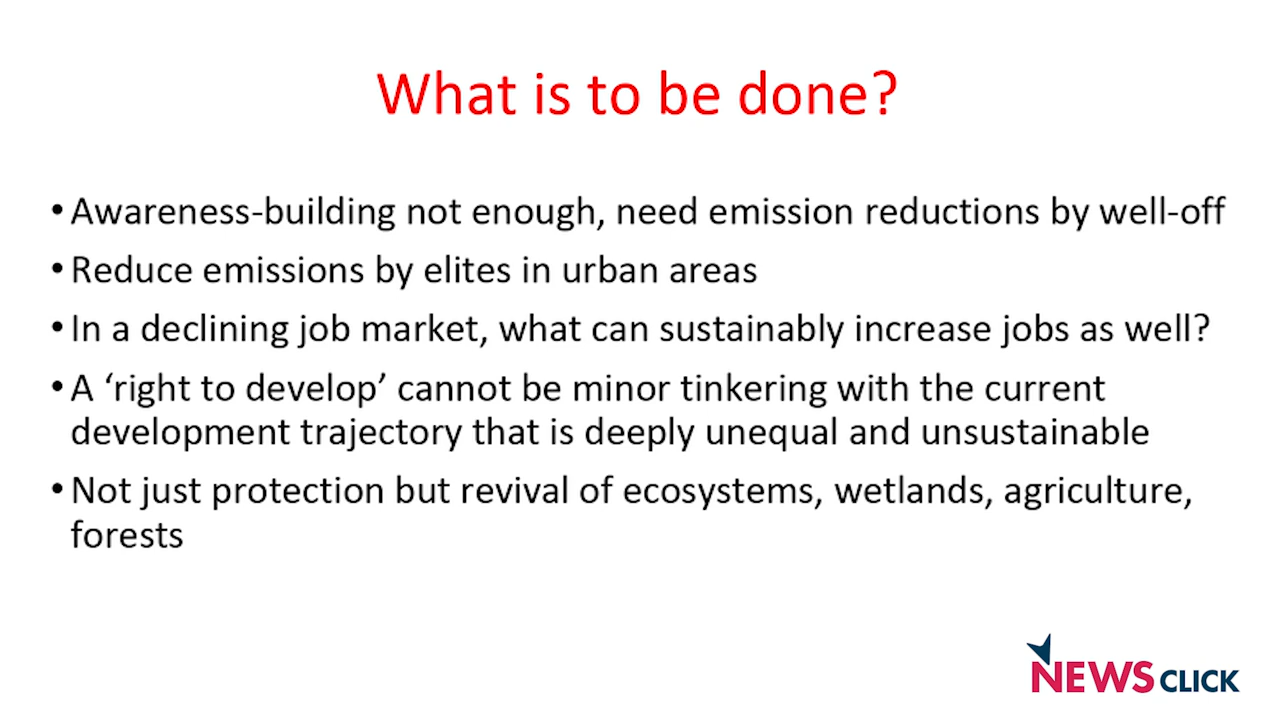 What is to be done?
• Awareness-building not enough, need emission reductions by well-off
• Reduce emissions by elites in urban areas
• In a declining job market, what can sustainably increase jobs as well?
• A ‘right to develop’ cannot be minor tinkering with the current
development trajectory that is deeply unequal and unsustainable
• Not just protection but revival of ecosystems, wetlands, agriculture,
forests
NEWS CLICK